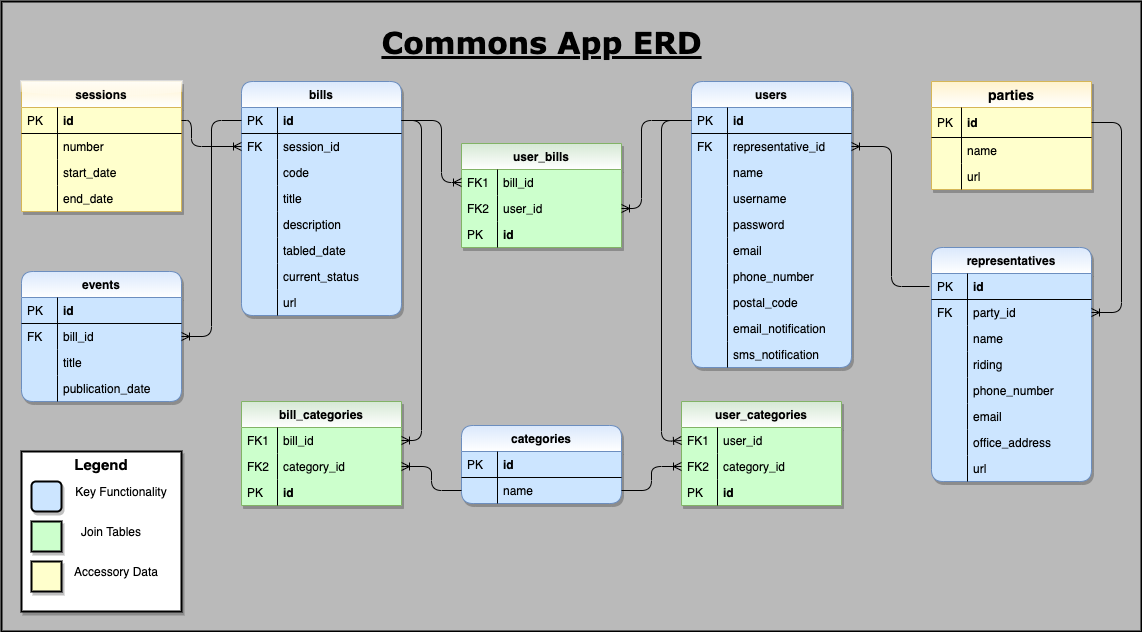 Commons App ERD
sessions
PK id
number
start_date
end_date
bills
PK id
FK session_id
code
title
description
tabled_date
current_status
url
user_bills
FK1 bill_id
FK2 user_id
PK id
users
PK id
FK representative_id
name
username
password
email
phone_number
postal_code
email_notification
sms_notification
parties
PK id
name
url
events
PK id
FK bill_id
title
publication_date
representatives
PK id
FK party_id
name
riding
phone_number
email
office_address
url
bill_categories
FK1 bill_id
FK2 category_id
PK id
categories
PK id
name
user_categories
FK1 user_id
FK2 category_id
PK id
Legend
Key Functionality
Join Tables
Accessory Data